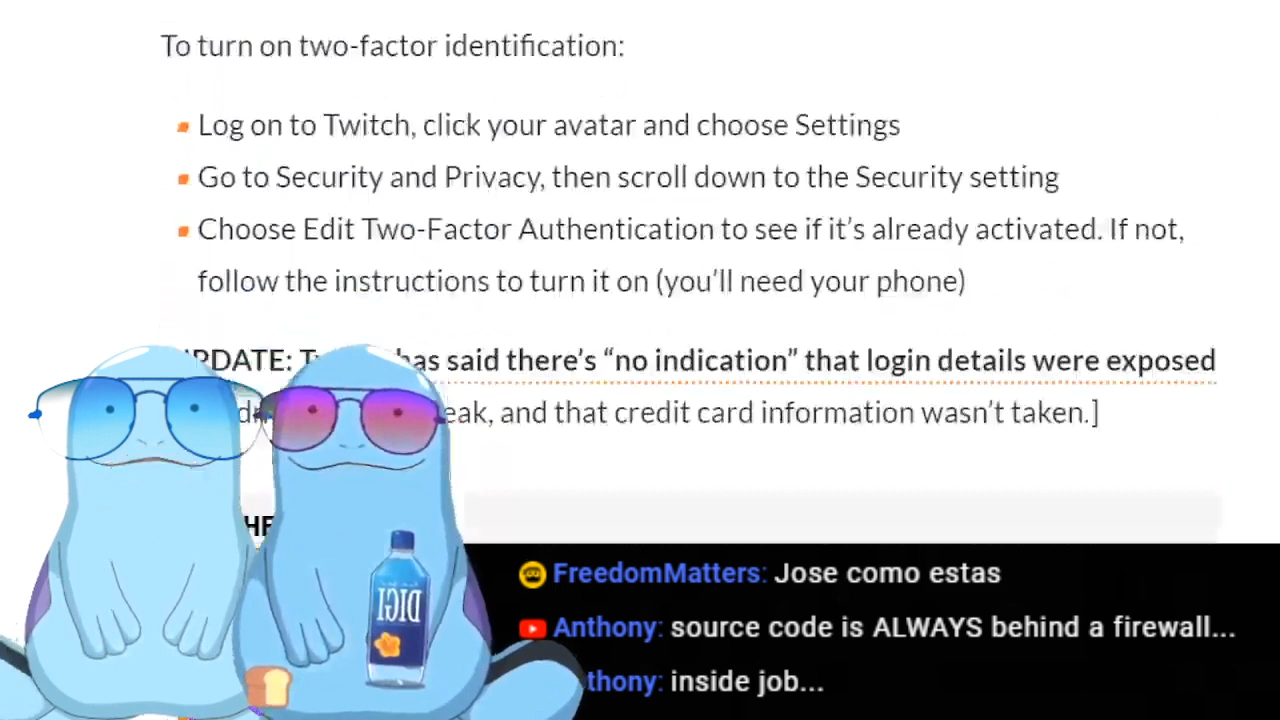 To turn on two-factor identification:
Log on to Twitch, click your avatar and choose Settings
Go to Security and Privacy, then scroll down to the Security setting
Choose Edit Two-Factor Authentication to see if it's already activated. If not,
follow the instructions to turn it on (you'll need your phone)
PDATE: has said there's “no indication” that login details were exposed
eak, and that credit card information wasn't taken.]
HE
DIGI
FreedomMatters: Jose como estas
Anthony: source code is ALWAYS behind a firewall...
thony: inside job...